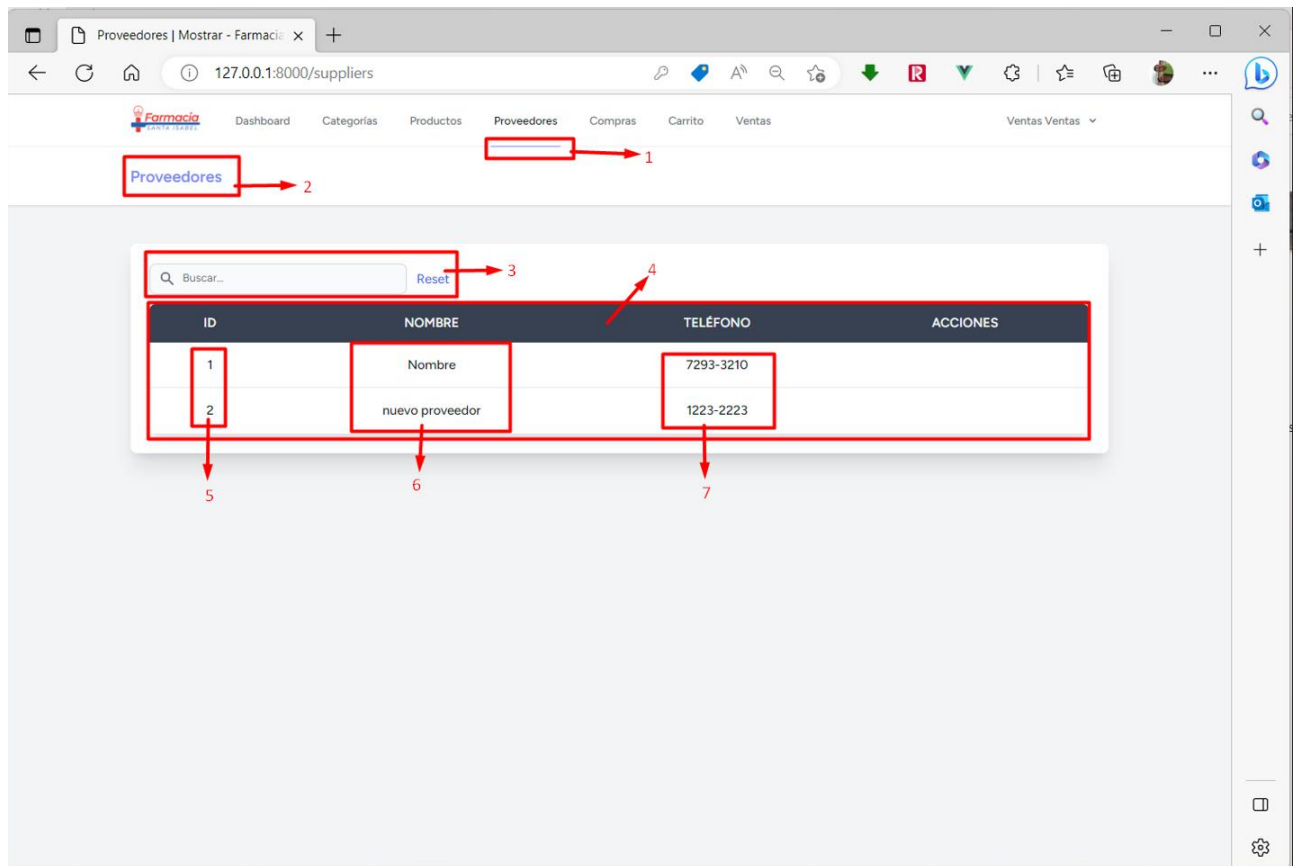 Proveedores | Mostrar - Farmacia
127.0.0.1:8000/suppliers
Farmacia
SANTA ISABEL
Dashboard Categorías Productos Proveedores Compras Carrito Ventas Ventas Ventas
1
Proveedores
2
Buscar... Reset
3
4
ID NOMBRE TELÉFONO ACCIONES
1 Nombre 7293-3210
2 nuevo proveedor 1223-2223
5 6 7